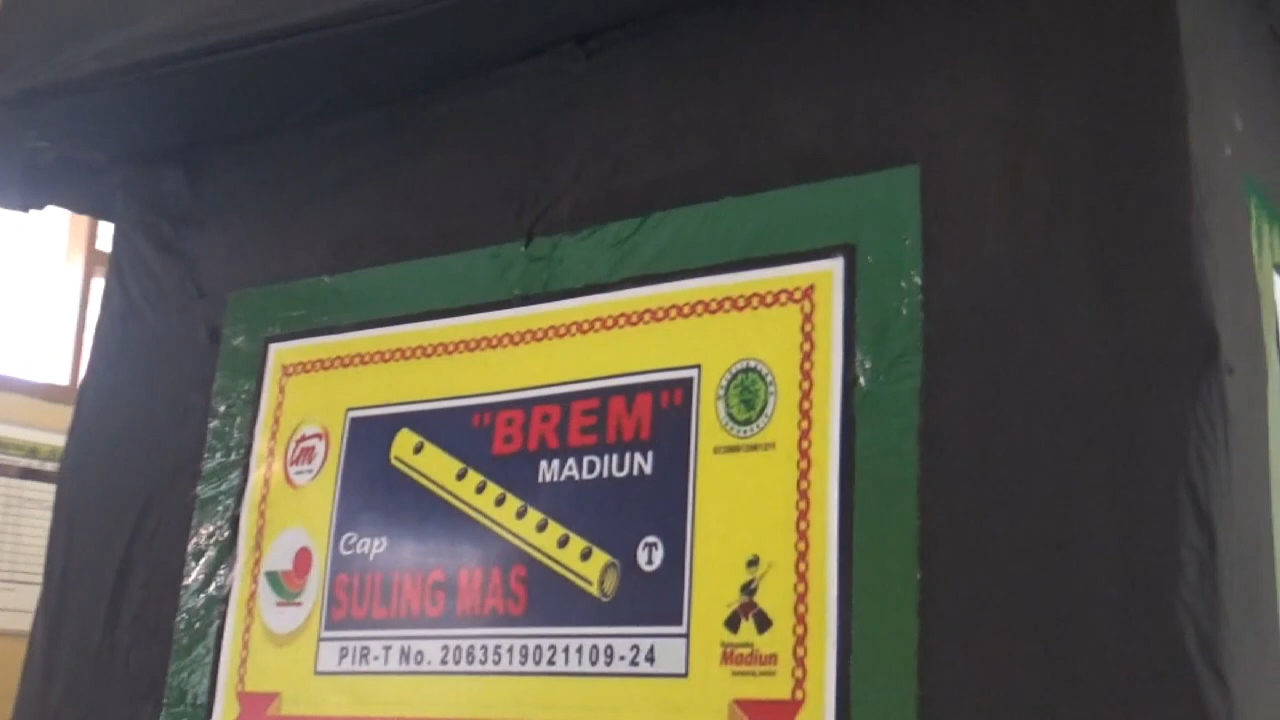 "BREM"
MADIUN
tm
Cap
SULING MAS
T
PIR-T No. 2063519021109-24
Madiun